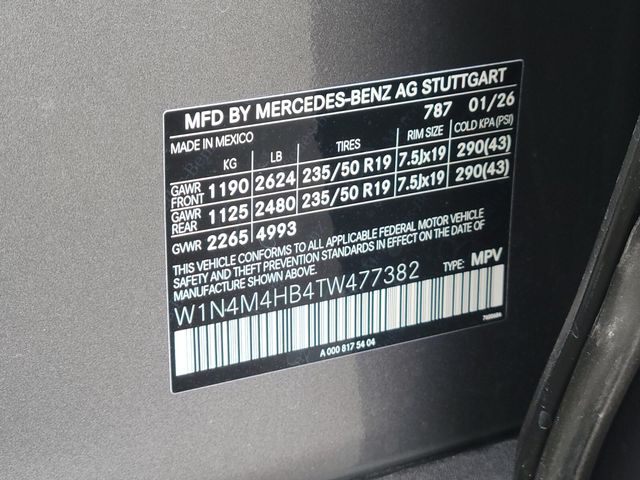 MFD BY MERCEDES-BENZ AG STUTTGART
787 01/26
MADE IN MEXICO
KG LB TIRES RIM SIZE COLD KPA (PSI)
GAWR FRONT 1190 2624 235/50 R19 7.5Jx19 290(43)
GAWR REAR 1125 2480 235/50 R19 7.5Jx19 290(43)
GVWR 2265 4993
THIS VEHICLE CONFORMS TO ALL APPLICABLE FEDERAL MOTOR VEHICLE
SAFETY AND THEFT PREVENTION STANDARDS IN EFFECT ON THE DATE OF
MANUFACTURE SHOWN ABOVE.
TYPE: MPV
W1N4M4HB4TW477382
A 000 817 54 04